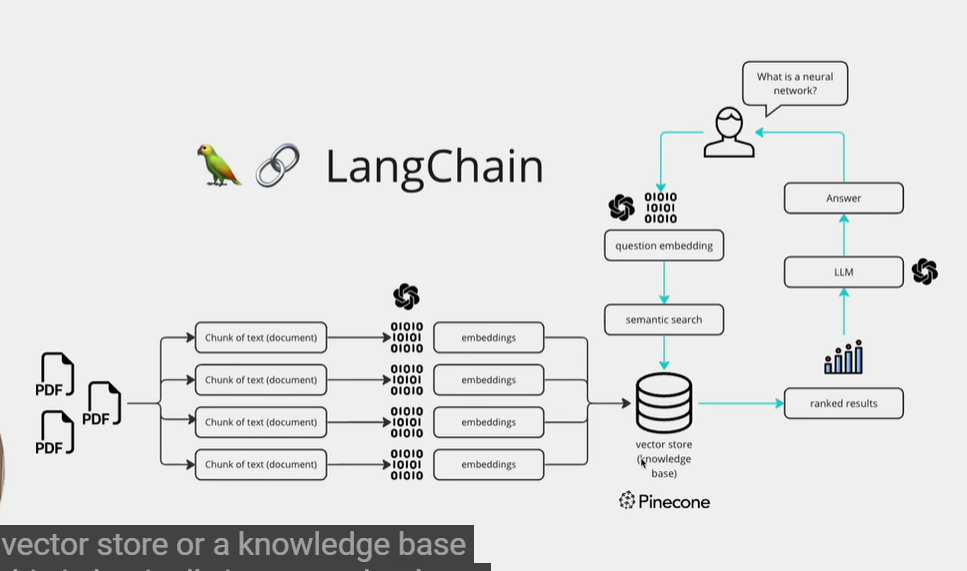 What is a neural
network?
LangChain
01010
10101
01010
question embedding
semantic search
Answer
LLM
ranked results
PDF
PDF
PDF
Chunk of text (document)
01010
10101
01010
embeddings
Chunk of text (document)
01010
10101
01010
embeddings
Chunk of text (document)
01010
10101
01010
embeddings
Chunk of text (document)
01010
10101
01010
embeddings
vector store
(knowledge
base)
Pinecone
vector store or a knowledge base